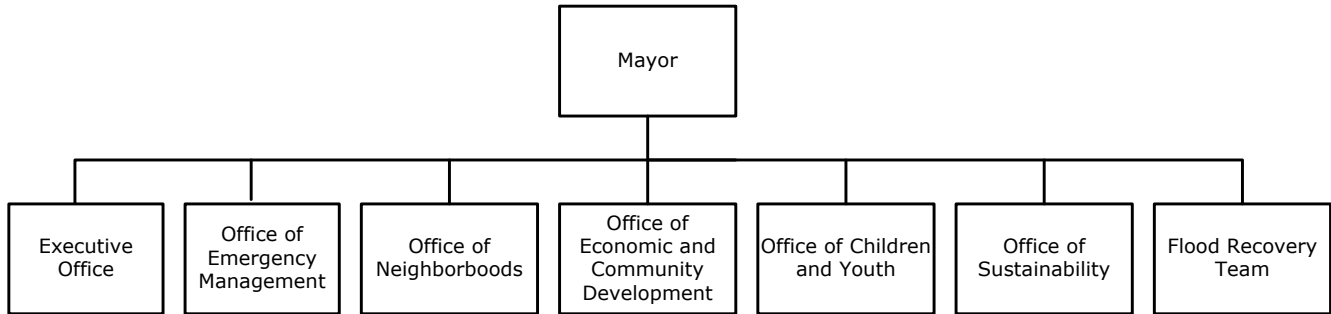 Mayor
Executive
Office
Office of
Emergency
Management
Office of
Neighborboods
Office of
Economic and
Community
Development
Office of Children
and Youth
Office of
Sustainability
Flood Recovery
Team